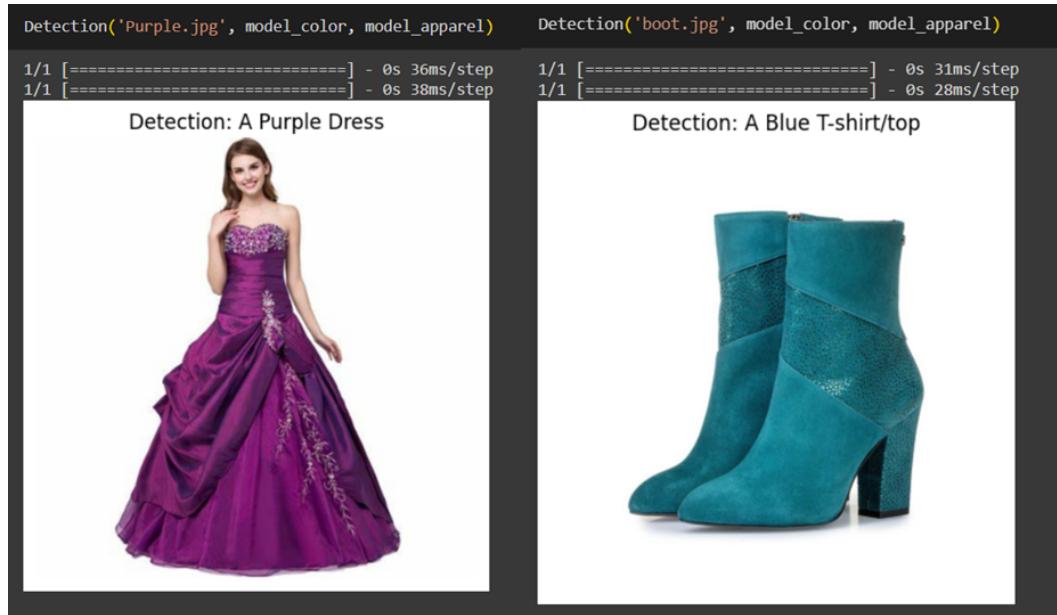 Detection('Purple.jpg', model_color, model_apparel)
1/1 [==============================] - 0s 36ms/step
1/1 [==============================] - 0s 38ms/step
Detection: A Purple Dress
Detection('boot.jpg', model_color, model_apparel)
1/1 [==============================] - 0s 31ms/step
1/1 [==============================] - 0s 28ms/step
Detection: A Blue T-shirt/top